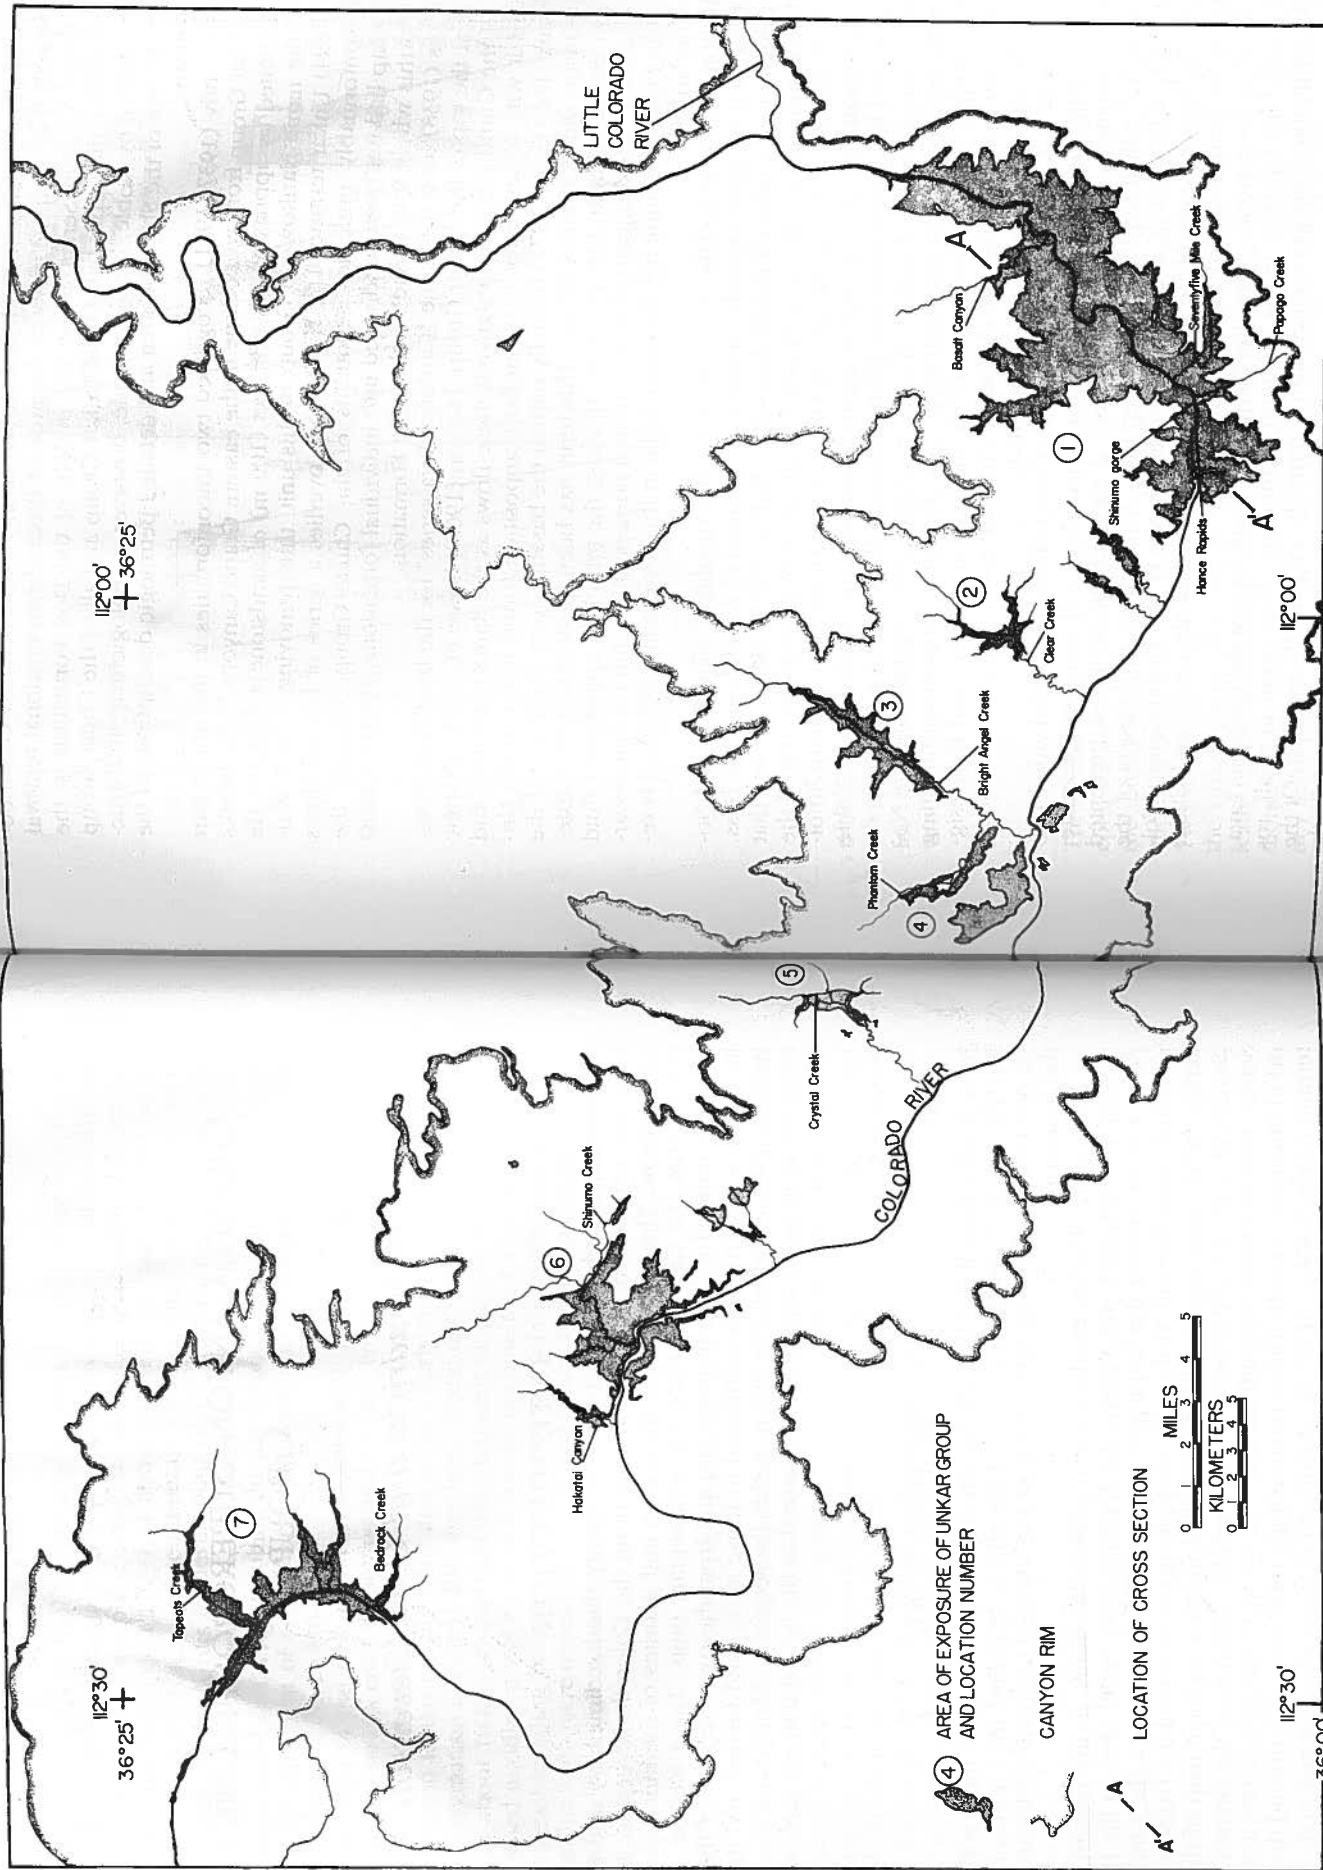 112°30'
36°25'
112°00'
36°25'
LITTLE
COLORADO
RIVER
Tapeats Creek
7
Bedrock Creek
6
Shinumo Creek
Hakatai Canyon
5
Crystal Creek
COLORADO RIVER
Phantom Creek
4
3
Bright Angel Creek
2
Clear Creek
Basalt Canyon
A
1
Shinumo gorge
Seventyfive Mile Creek
Papago Creek
Hance Rapids
A'
4
AREA OF EXPOSURE OF UNKAR GROUP
AND LOCATION NUMBER
CANYON RIM
A' A
LOCATION OF CROSS SECTION
MILES
0 1 2 3 4 5
KILOMETERS
0 1 2 3 4 5
112°30'
36°00'
112°00'